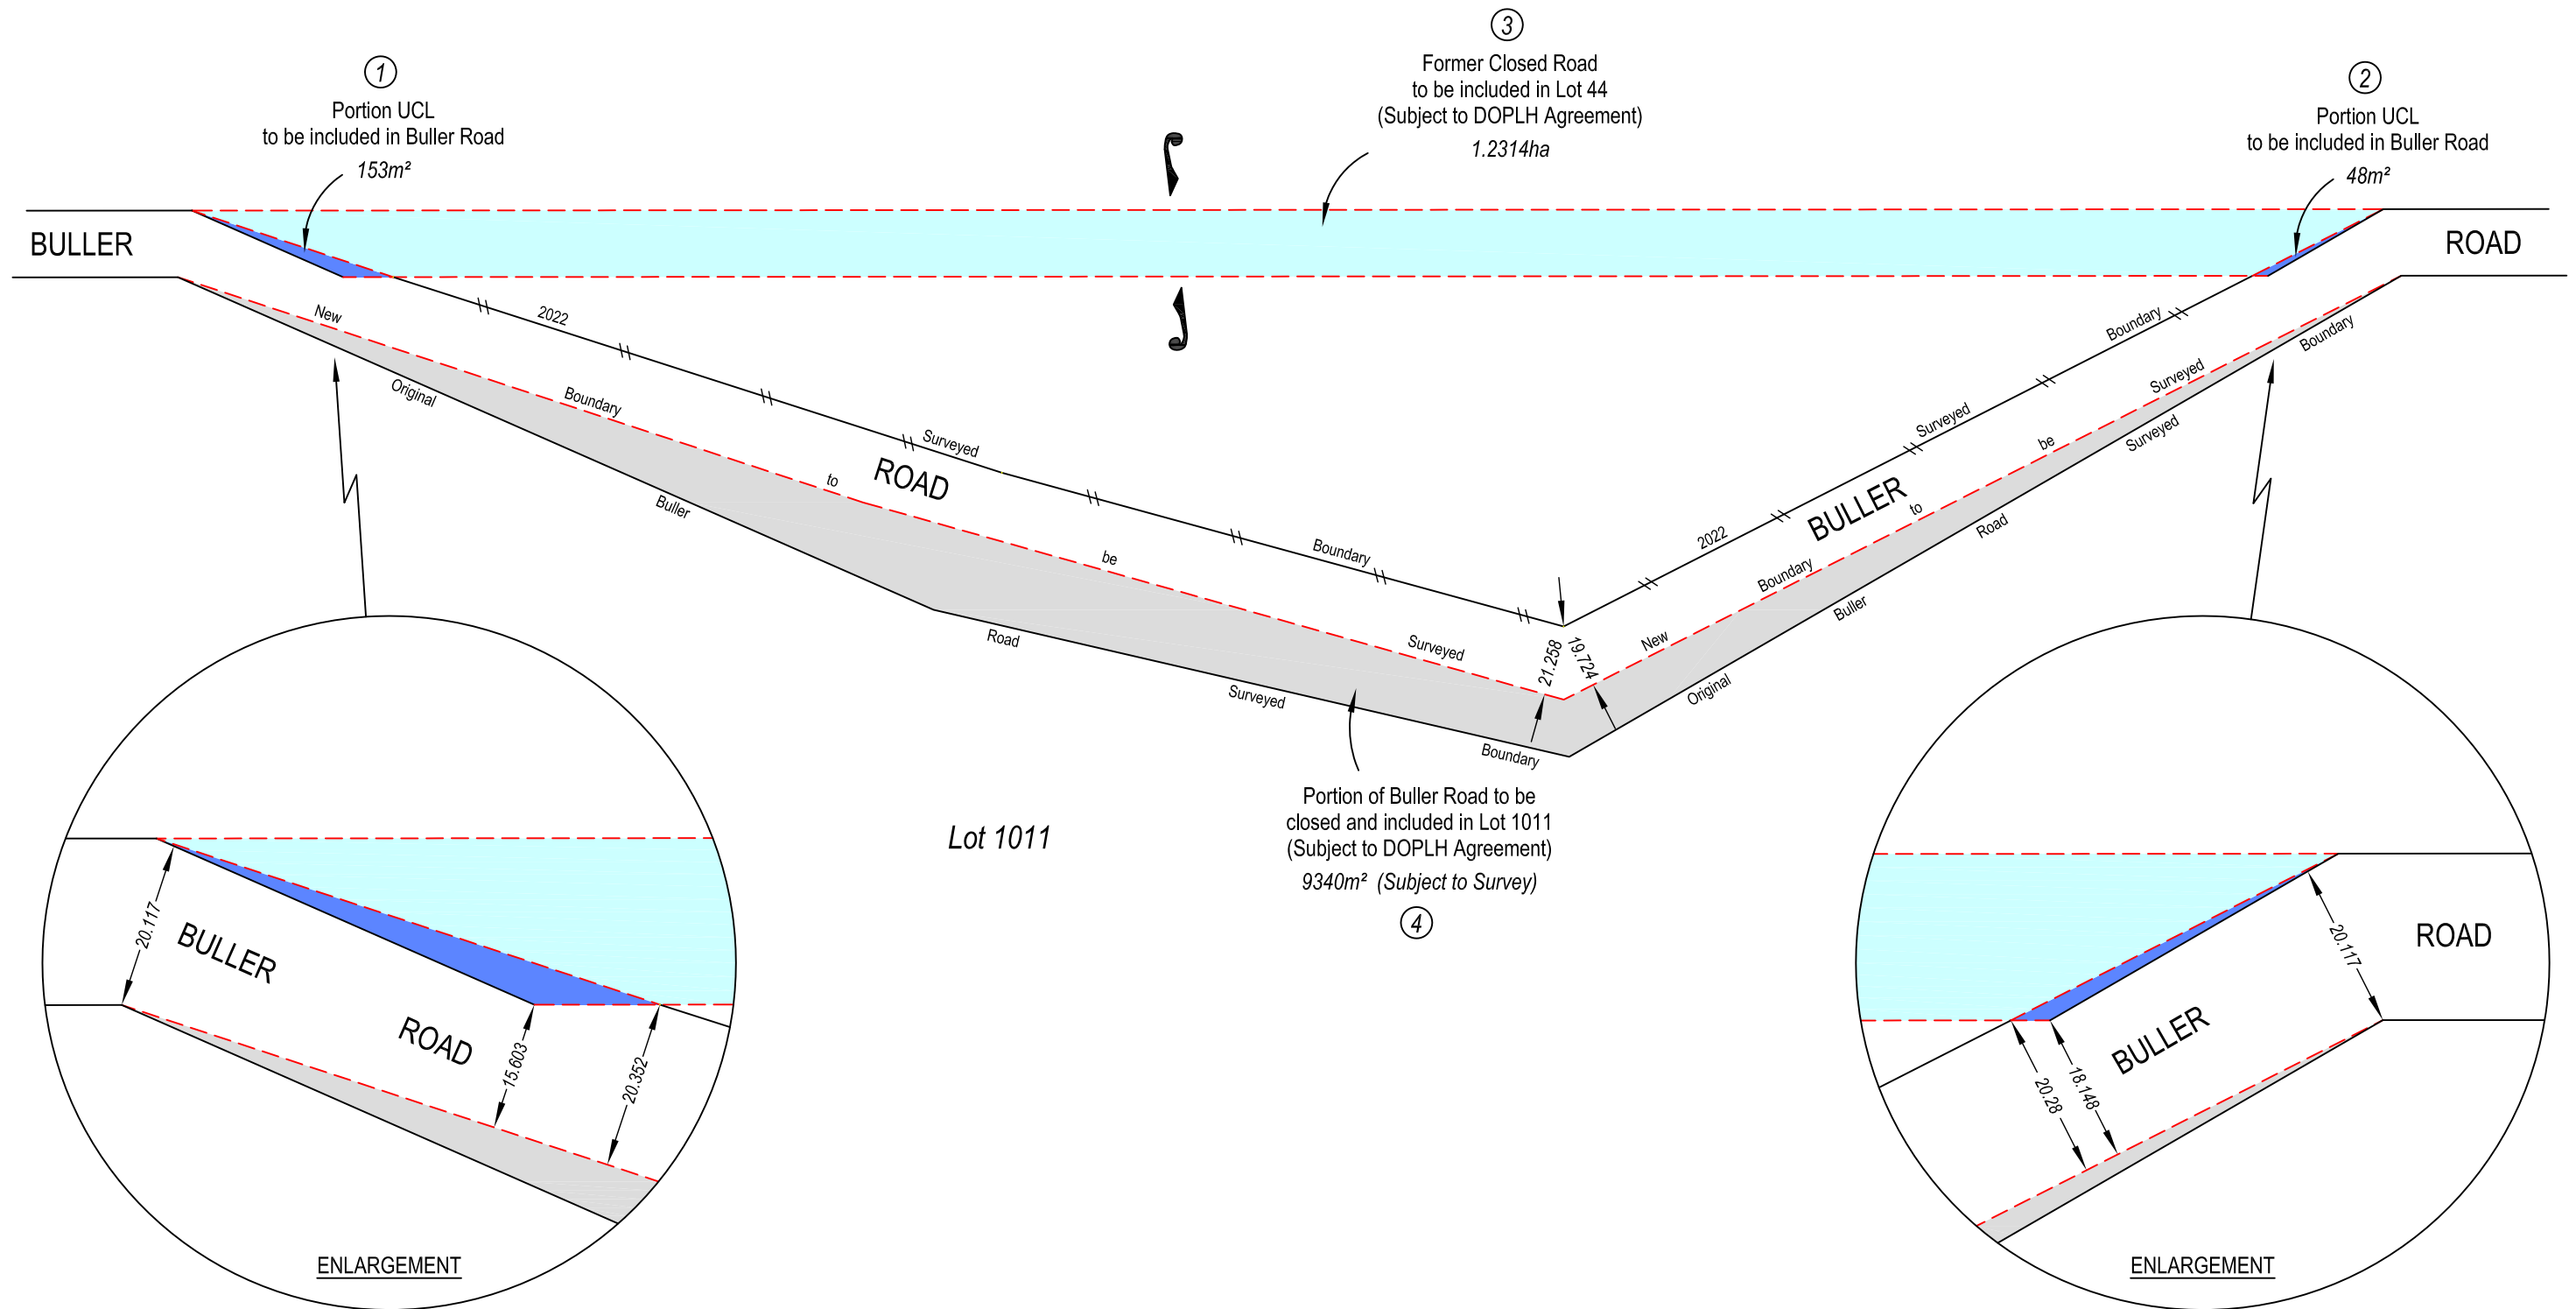 ③
Former Closed Road
to be included in Lot 44
(Subject to DOPLH Agreement)
1.2314ha
①
Portion UCL
to be included in Buller Road
153m²
②
Portion UCL
to be included in Buller Road
48m²
BULLER
ROAD
New
Boundary
to
be
Surveyed
2022
Surveyed
Boundary
Original
Buller
Road
Surveyed
Boundary
ROAD
21.258
19.724
2022
Surveyed
Boundary
BULLER
New
Boundary
to
be
Surveyed
Original
Buller
Road
Surveyed
Boundary
Lot 1011
Portion of Buller Road to be
closed and included in Lot 1011
(Subject to DOPLH Agreement)
9340m² (Subject to Survey)
④
20.117
BULLER
ROAD
15.603
20.352
ENLARGEMENT
20.117
ROAD
BULLER
20.28
18.148
ENLARGEMENT